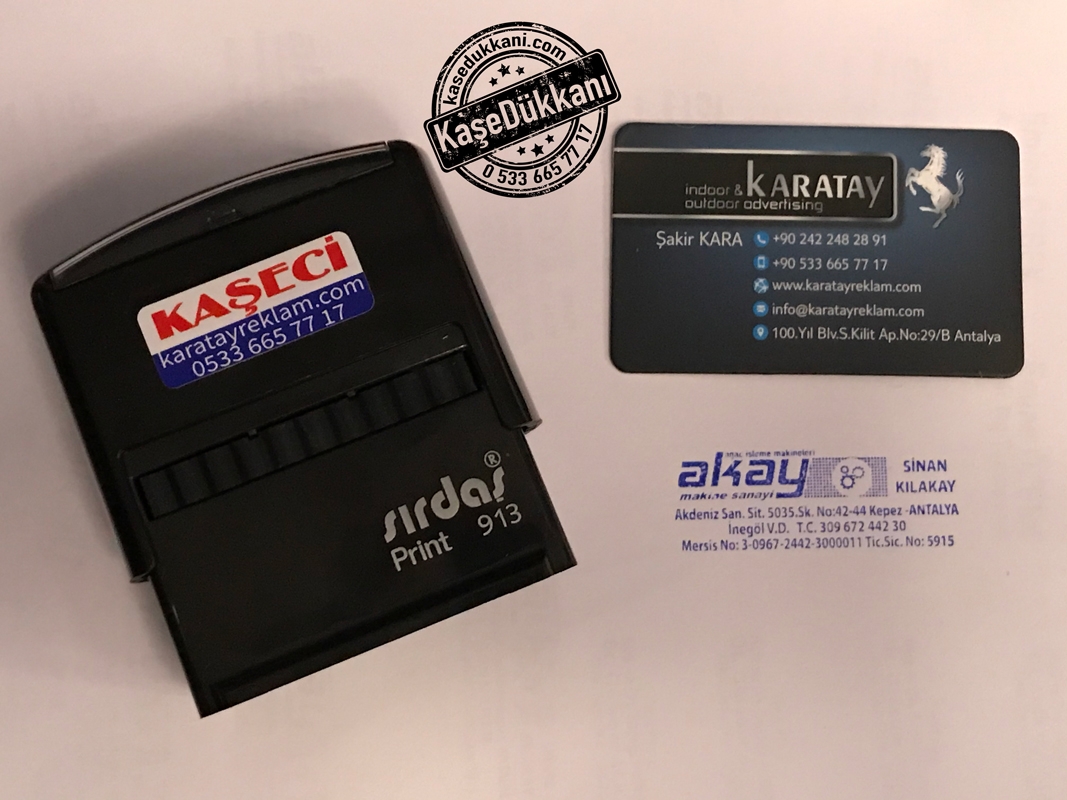 kasedukkani.com
KaşeDükkanı
0 533 665 77 17
KAŞECİ
karatayreklam.com
0533 665 77 17
sırdaş®
Print 913
indoor & KARATAY
outdoor advertising
Şakir KARA +90 242 248 28 91
+90 533 665 77 17
www.karatayreklam.com
info@karatayreklam.com
100.Yıl Blv.S.Kilit Ap.No:29/B Antalya
ağaç işleme makineleri
akay
makine sanayi
SİNAN
KILAKAY
Akdeniz San. Sit. 5035.Sk. No:42-44 Kepez -ANTALYA
İnegöl V.D. T.C. 309 672 442 30
Mersis No: 3-0967-2442-3000011 Tic.Sic. No: 5915